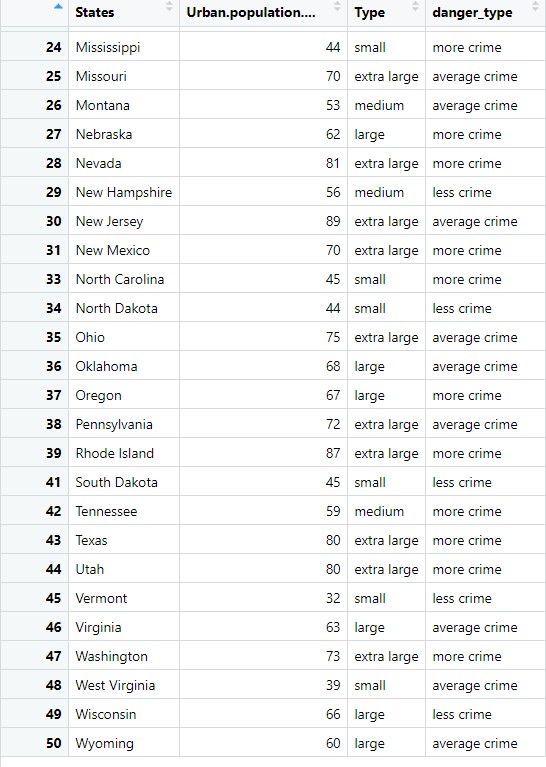 States Urban.population.... Type danger_type
24 Mississippi 44 small more crime
25 Missouri 70 extra large average crime
26 Montana 53 medium average crime
27 Nebraska 62 large more crime
28 Nevada 81 extra large more crime
29 New Hampshire 56 medium less crime
30 New Jersey 89 extra large average crime
31 New Mexico 70 extra large more crime
33 North Carolina 45 small more crime
34 North Dakota 44 small less crime
35 Ohio 75 extra large average crime
36 Oklahoma 68 large average crime
37 Oregon 67 large more crime
38 Pennsylvania 72 extra large average crime
39 Rhode Island 87 extra large more crime
41 South Dakota 45 small less crime
42 Tennessee 59 medium more crime
43 Texas 80 extra large more crime
44 Utah 80 extra large more crime
45 Vermont 32 small less crime
46 Virginia 63 large average crime
47 Washington 73 extra large more crime
48 West Virginia 39 small average crime
49 Wisconsin 66 large less crime
50 Wyoming 60 large average crime